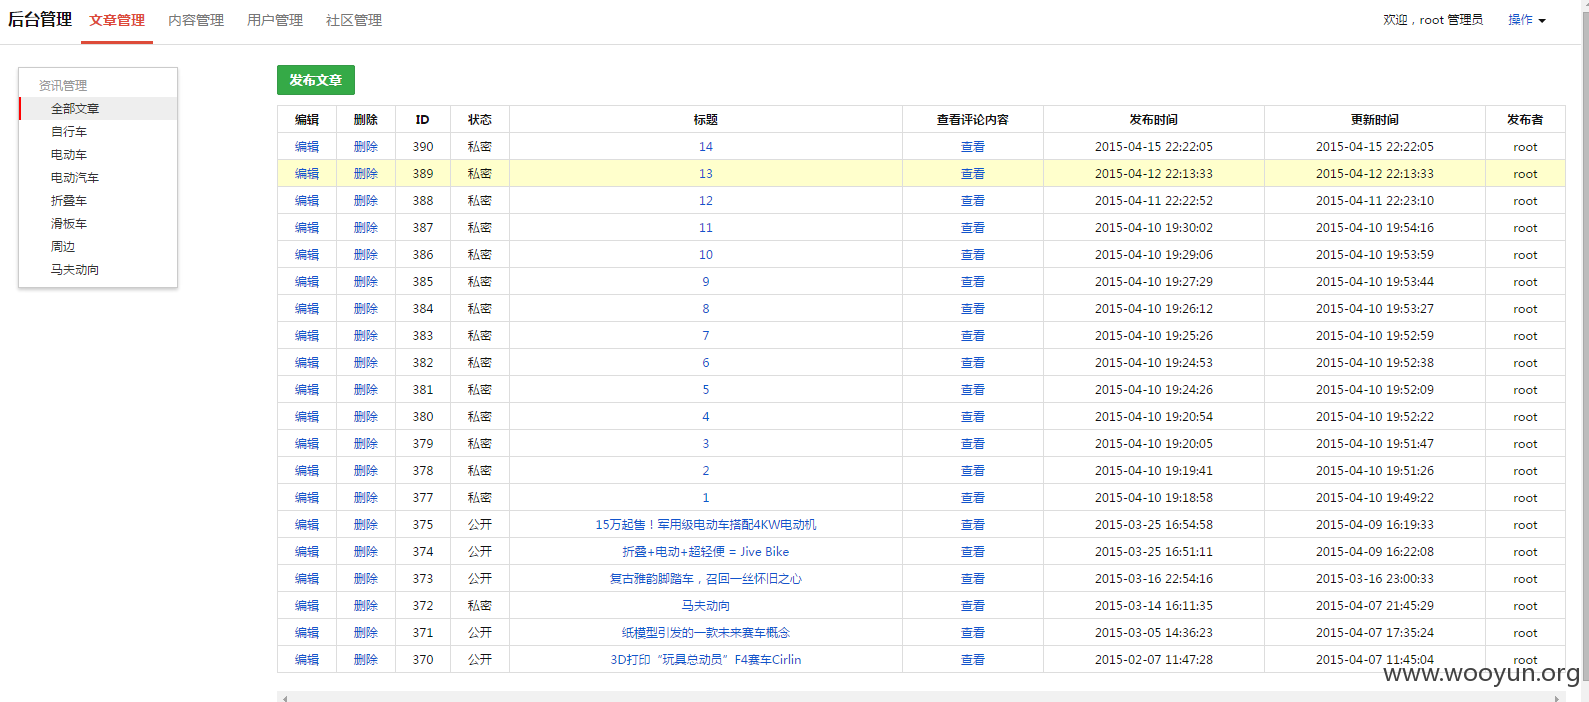 后台管理 文章管理 内容管理 用户管理 社区管理 欢迎，root 管理员 操作
资讯管理
全部文章
自行车
电动车
电动汽车
折叠车
滑板车
周边
马夫动向
发布文章
编辑 删除 ID 状态 标题 查看评论内容 发布时间 更新时间 发布者
编辑 删除 390 私密 14 查看 2015-04-15 22:22:05 2015-04-15 22:22:05 root
编辑 删除 389 私密 13 查看 2015-04-12 22:13:33 2015-04-12 22:13:33 root
编辑 删除 388 私密 12 查看 2015-04-11 22:22:52 2015-04-11 22:23:10 root
编辑 删除 387 私密 11 查看 2015-04-10 19:30:02 2015-04-10 19:54:16 root
编辑 删除 386 私密 10 查看 2015-04-10 19:29:06 2015-04-10 19:53:59 root
编辑 删除 385 私密 9 查看 2015-04-10 19:27:29 2015-04-10 19:53:44 root
编辑 删除 384 私密 8 查看 2015-04-10 19:26:12 2015-04-10 19:53:27 root
编辑 删除 383 私密 7 查看 2015-04-10 19:25:26 2015-04-10 19:52:59 root
编辑 删除 382 私密 6 查看 2015-04-10 19:24:53 2015-04-10 19:52:38 root
编辑 删除 381 私密 5 查看 2015-04-10 19:24:26 2015-04-10 19:52:09 root
编辑 删除 380 私密 4 查看 2015-04-10 19:20:54 2015-04-10 19:52:22 root
编辑 删除 379 私密 3 查看 2015-04-10 19:20:05 2015-04-10 19:51:47 root
编辑 删除 378 私密 2 查看 2015-04-10 19:19:41 2015-04-10 19:51:26 root
编辑 删除 377 私密 1 查看 2015-04-10 19:18:58 2015-04-10 19:49:22 root
编辑 删除 375 公开 15万起售！军用级电动车搭配4KW电动机 查看 2015-03-25 16:54:58 2015-04-09 16:19:33 root
编辑 删除 374 公开 折叠+电动+超轻便 = Jive Bike 查看 2015-03-25 16:51:11 2015-04-09 16:22:08 root
编辑 删除 373 公开 复古雅韵脚踏车，召回一丝怀旧之心 查看 2015-03-16 22:54:16 2015-03-16 23:00:33 root
编辑 删除 372 私密 马夫动向 查看 2015-03-14 16:11:35 2015-04-07 21:45:29 root
编辑 删除 371 公开 纸模型引发的一款未来赛车概念 查看 2015-03-05 14:36:23 2015-04-07 17:35:24 root
编辑 删除 370 公开 3D打印“玩具总动员”F4赛车Cirlin 查看 2015-02-07 11:47:28 2015-04-07 11:45:04 root
www.wooyun.org